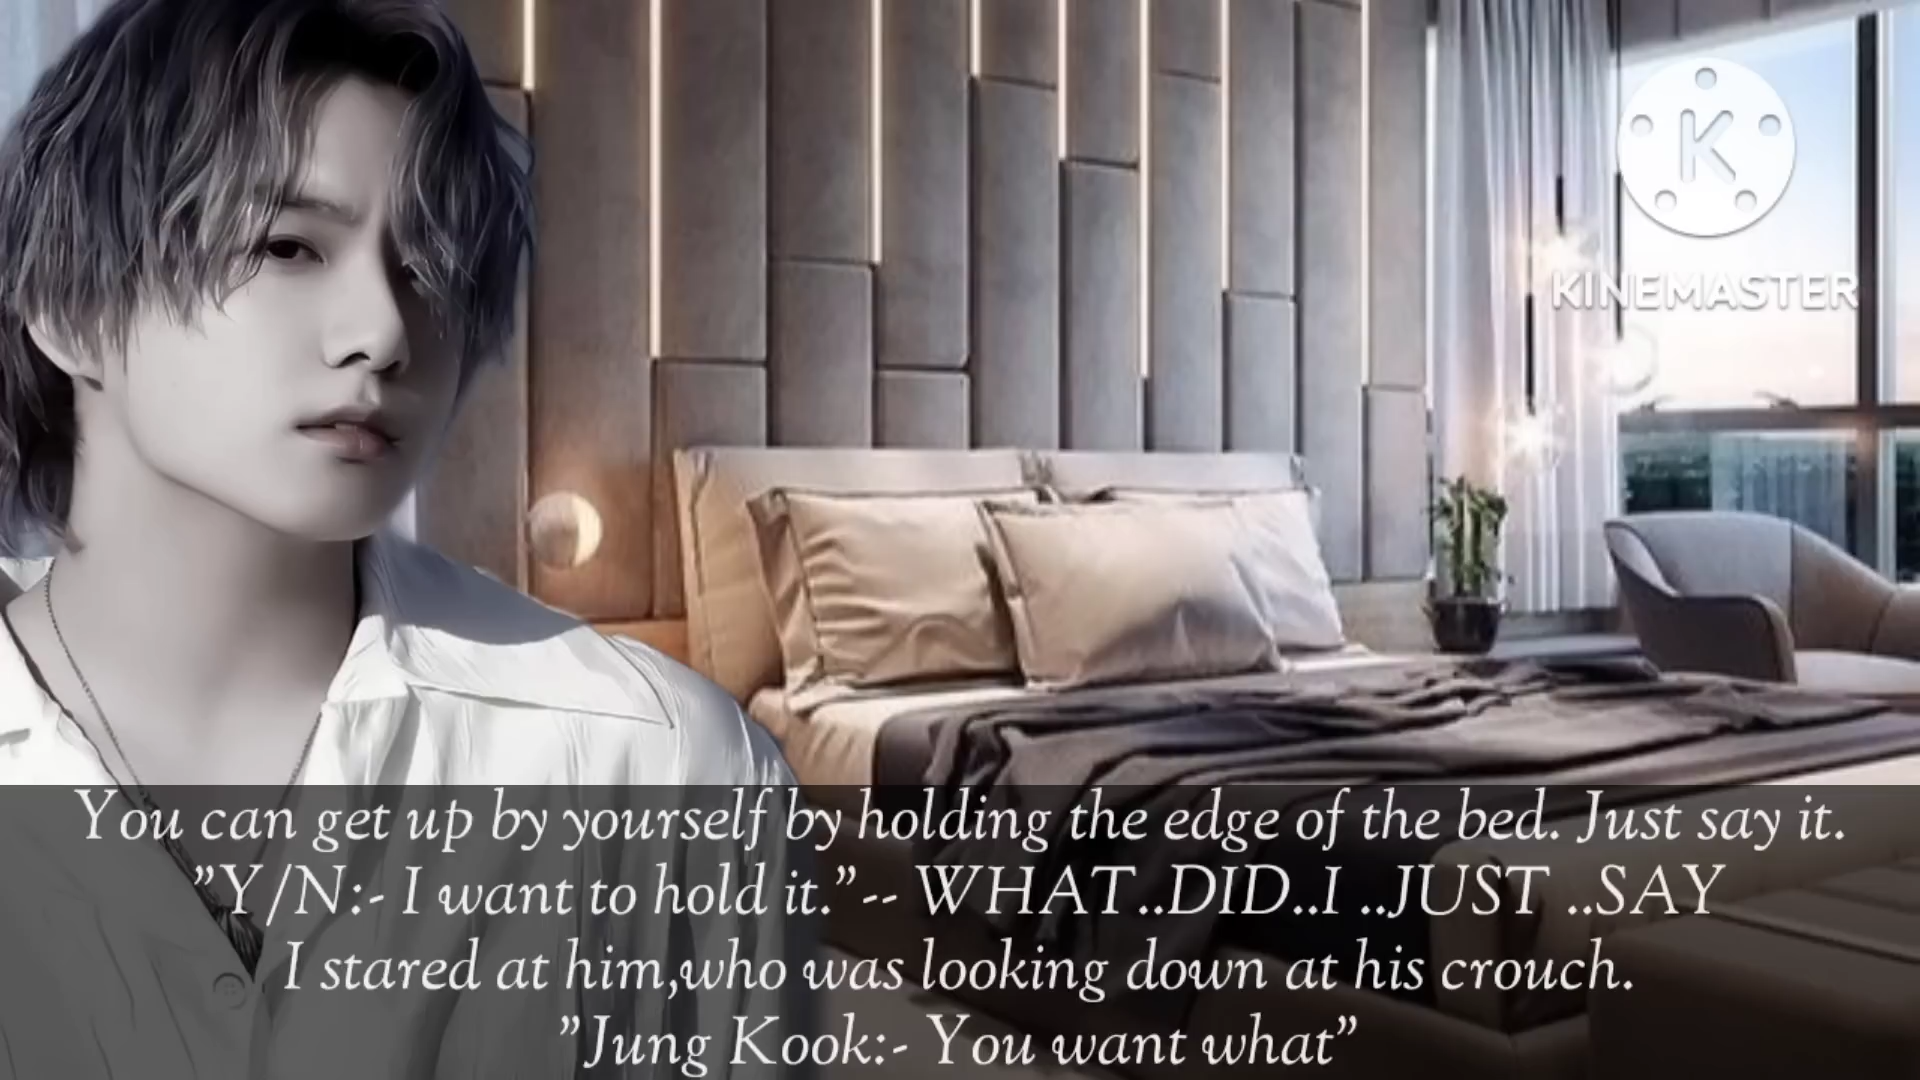 K
KINEMASTER
You can get up by yourself by holding the edge of the bed. Just say it.
”Y/N:- I want to hold it.”-- WHAT..DID..I ..JUST ..SAY
I stared at him,who was looking down at his crouch.
”Jung Kook:- You want what”